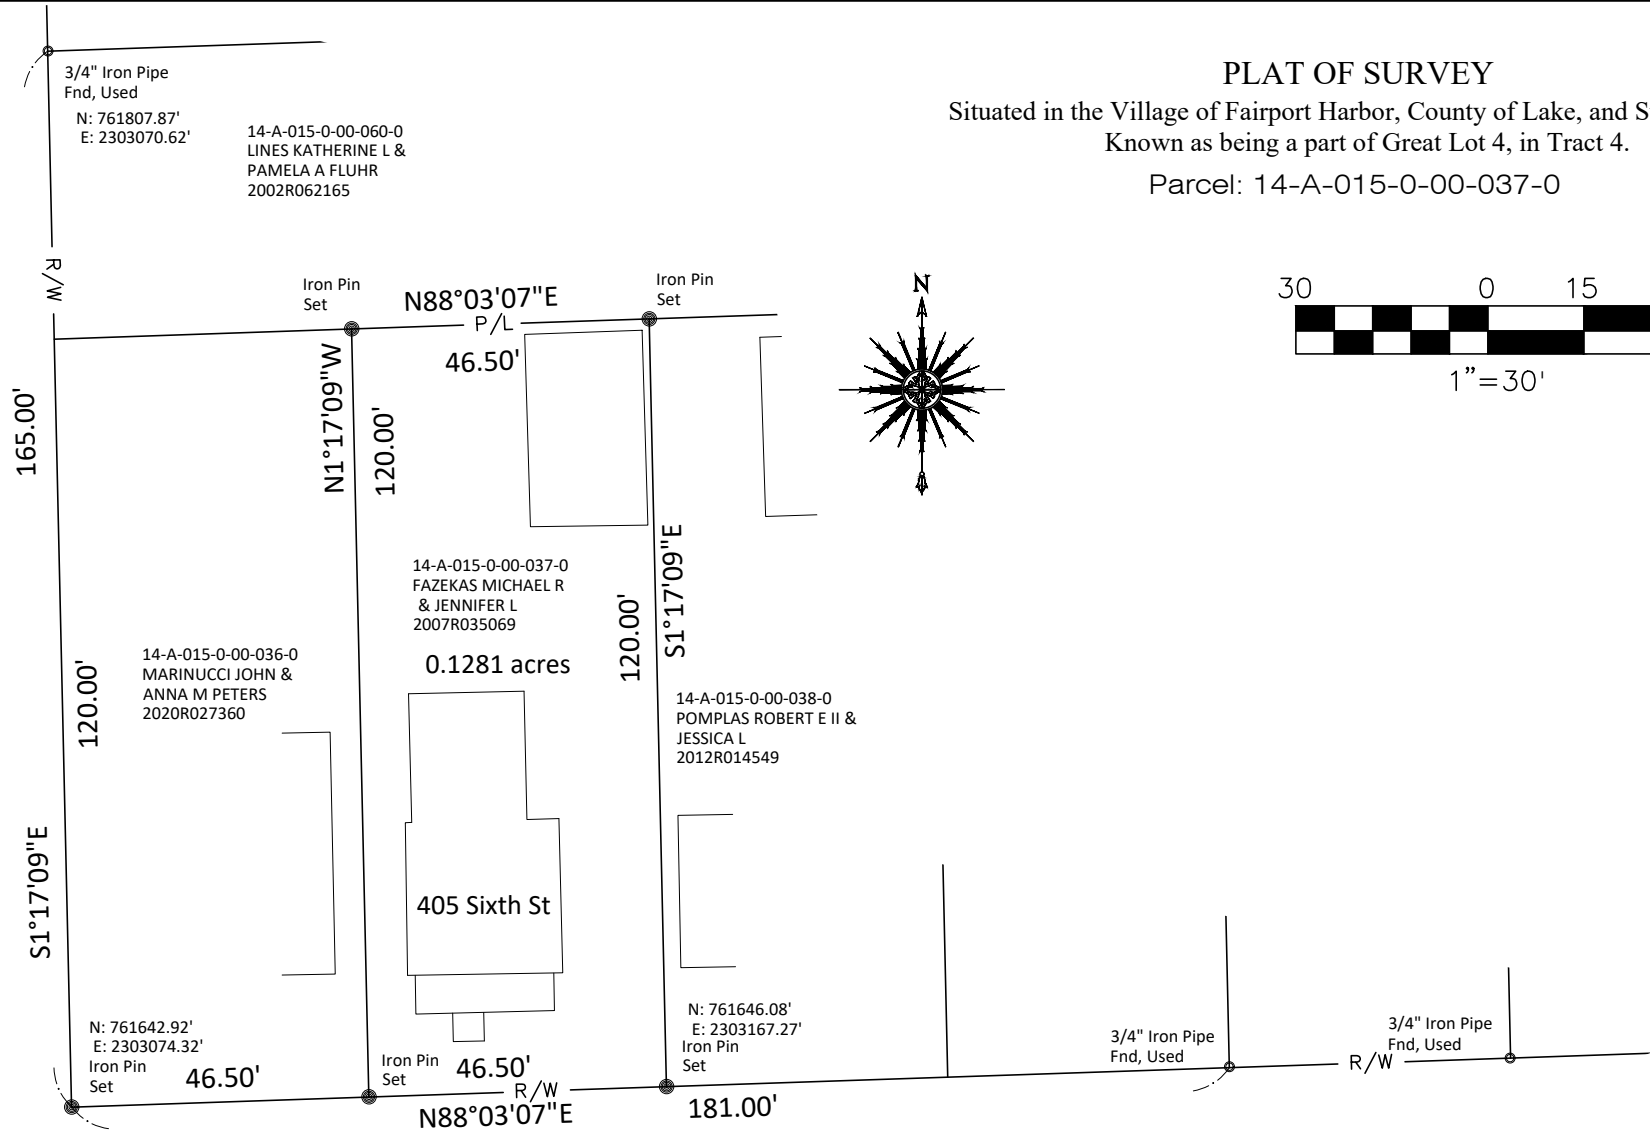 3/4" Iron Pipe
Fnd, Used
N: 761807.87'
E: 2303070.62'
14-A-015-0-00-060-0
LINES KATHERINE L &
PAMELA A FLUHR
2002R062165
PLAT OF SURVEY
Situated in the Village of Fairport Harbor, County of Lake, and S
Known as being a part of Great Lot 4, in Tract 4.
Parcel: 14-A-015-0-00-037-0
R/W
Iron Pin
Set
N88°03'07"E
P/L
46.50'
Iron Pin
Set
N
30 0 15
1"=30'
165.00'
N1°17'09"W
120.00'
S1°17'09"E
120.00'
14-A-015-0-00-037-0
FAZEKAS MICHAEL R
& JENNIFER L
2007R035069
0.1281 acres
14-A-015-0-00-036-0
MARINUCCI JOHN &
ANNA M PETERS
2020R027360
120.00'
14-A-015-0-00-038-0
POMPLAS ROBERT E II &
JESSICA L
2012R014549
S1°17'09"E
405 Sixth St
N: 761642.92'
E: 2303074.32'
Iron Pin
Set
46.50'
Iron Pin
Set
46.50'
R/W
N88°03'07"E
N: 761646.08'
E: 2303167.27'
Iron Pin
Set
181.00'
3/4" Iron Pipe
Fnd, Used
R/W
3/4" Iron Pipe
Fnd, Used